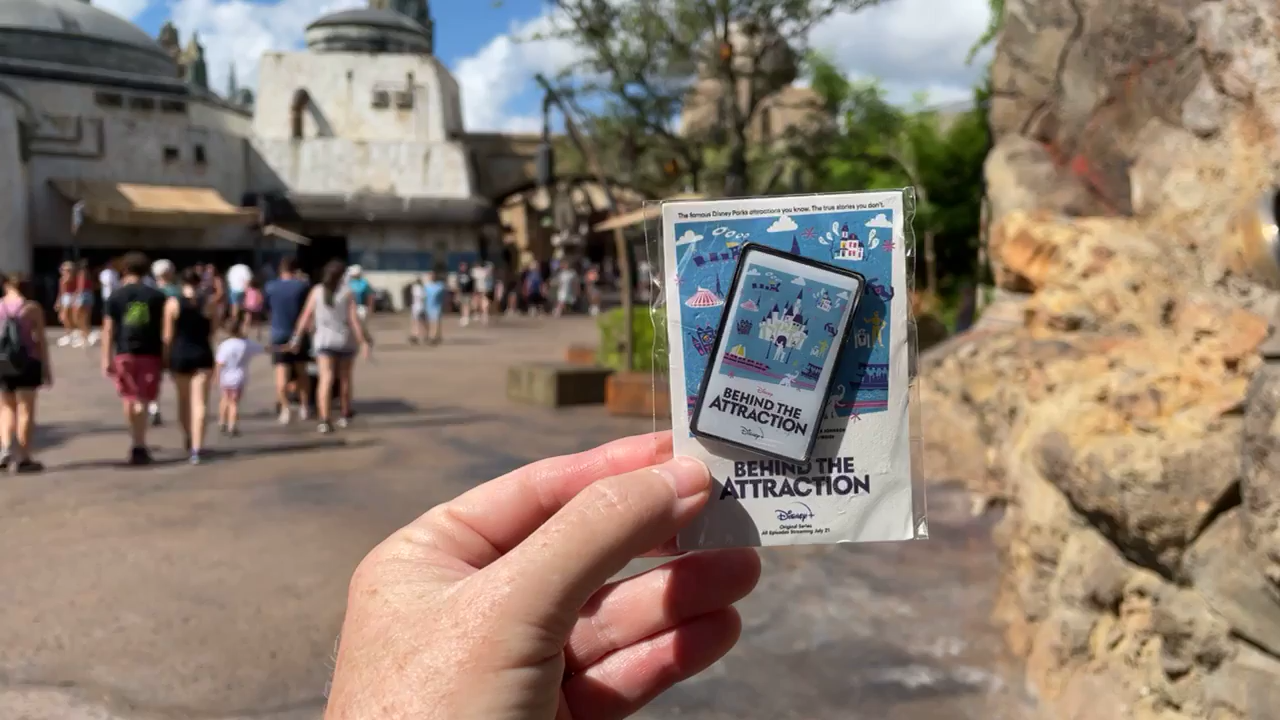 The famous Disney Parks attractions you know. The true stories you don't.
Disney
BEHIND THE
ATTRACTION
Disney+
BEHIND THE
ATTRACTION
Disney+
Original Series
All Episodes Streaming July 21